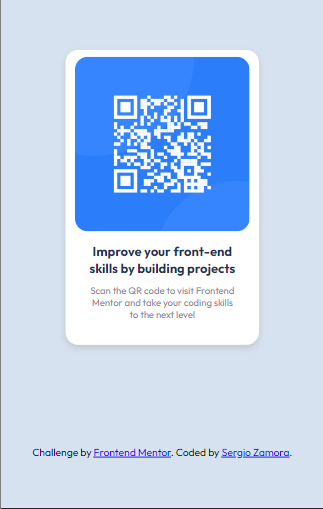 Improve your front-end
skills by building projects
Scan the QR code to visit Frontend
Mentor and take your coding skills
to the next level
Challenge by Frontend Mentor. Coded by Sergio Zamora.